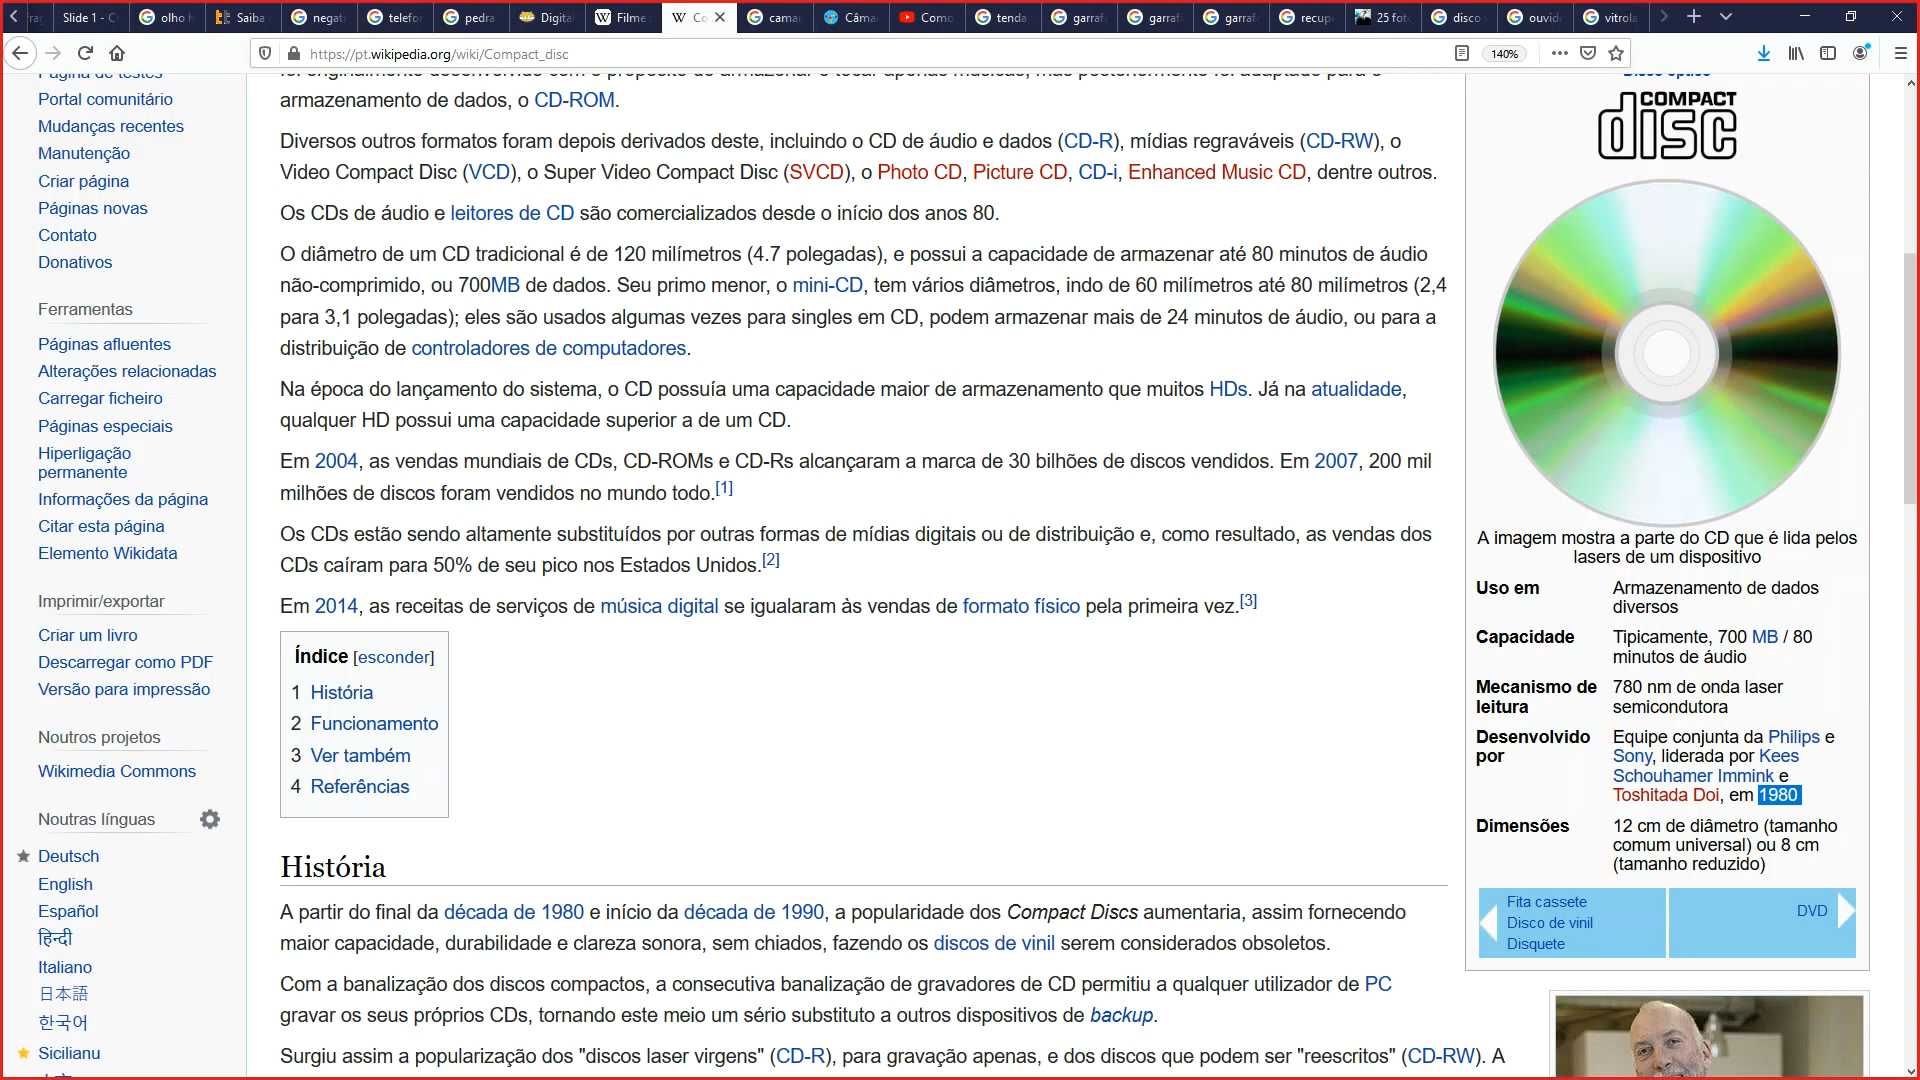 Slide 1 - C
olho h
Saiba
negati
telefor
pedra
Digita
Filme
Co
camar
Câma
Como
tenda
garraf
garraf
garraf
recup
25 fot
disco
ouvid
vitrola
https://pt.wikipedia.org/wiki/Compact_disc
140%
Portal comunitário
Mudanças recentes
Manutenção
Criar página
Páginas novas
Contato
Donativos
Ferramentas
Páginas afluentes
Alterações relacionadas
Carregar ficheiro
Páginas especiais
Hiperligação
permanente
Informações da página
Citar esta página
Elemento Wikidata
Imprimir/exportar
Criar um livro
Descarregar como PDF
Versão para impressão
Noutros projetos
Wikimedia Commons
Noutras línguas
Deutsch
English
Español
हिन्दी
Italiano
日本語
한국어
Sicilianu
armazenamento de dados, o CD-ROM.
Diversos outros formatos foram depois derivados deste, incluindo o CD de áudio e dados (CD-R), mídias regraváveis (CD-RW), o
Video Compact Disc (VCD), o Super Video Compact Disc (SVCD), o Photo CD, Picture CD, CD-i, Enhanced Music CD, dentre outros.
Os CDs de áudio e leitores de CD são comercializados desde o início dos anos 80.
O diâmetro de um CD tradicional é de 120 milímetros (4.7 polegadas), e possui a capacidade de armazenar até 80 minutos de áudio
não-comprimido, ou 700MB de dados. Seu primo menor, o mini-CD, tem vários diâmetros, indo de 60 milímetros até 80 milímetros (2,4
para 3,1 polegadas); eles são usados algumas vezes para singles em CD, podem armazenar mais de 24 minutos de áudio, ou para a
distribuição de controladores de computadores.
Na época do lançamento do sistema, o CD possuía uma capacidade maior de armazenamento que muitos HDs. Já na atualidade,
qualquer HD possui uma capacidade superior a de um CD.
Em 2004, as vendas mundiais de CDs, CD-ROMs e CD-Rs alcançaram a marca de 30 bilhões de discos vendidos. Em 2007, 200 mil
milhões de discos foram vendidos no mundo todo.[1]
Os CDs estão sendo altamente substituídos por outras formas de mídias digitais ou de distribuição e, como resultado, as vendas dos
CDs caíram para 50% de seu pico nos Estados Unidos.[2]
Em 2014, as receitas de serviços de música digital se igualaram às vendas de formato físico pela primeira vez.[3]
Índice [esconder]
1 História
2 Funcionamento
3 Ver também
4 Referências
História
A partir do final da década de 1980 e início da década de 1990, a popularidade dos Compact Discs aumentaria, assim fornecendo
maior capacidade, durabilidade e clareza sonora, sem chiados, fazendo os discos de vinil serem considerados obsoletos.
Com a banalização dos discos compactos, a consecutiva banalização de gravadores de CD permitiu a qualquer utilizador de PC
gravar os seus próprios CDs, tornando este meio um sério substituto a outros dispositivos de backup.
Surgiu assim a popularização dos "discos laser virgens" (CD-R), para gravação apenas, e dos discos que podem ser "reescritos" (CD-RW). A
COMPACT
disc
A imagem mostra a parte do CD que é lida pelos
lasers de um dispositivo
Uso em Armazenamento de dados
diversos
Capacidade Tipicamente, 700 MB / 80
minutos de áudio
Mecanismo de 780 nm de onda laser
leitura semicondutora
Desenvolvido Equipe conjunta da Philips e
por Sony, liderada por Kees
Schouhamer Immink e
Toshitada Doi, em 1980
Dimensões 12 cm de diâmetro (tamanho
comum universal) ou 8 cm
(tamanho reduzido)
Fita cassete
Disco de vinil
Disquete
DVD